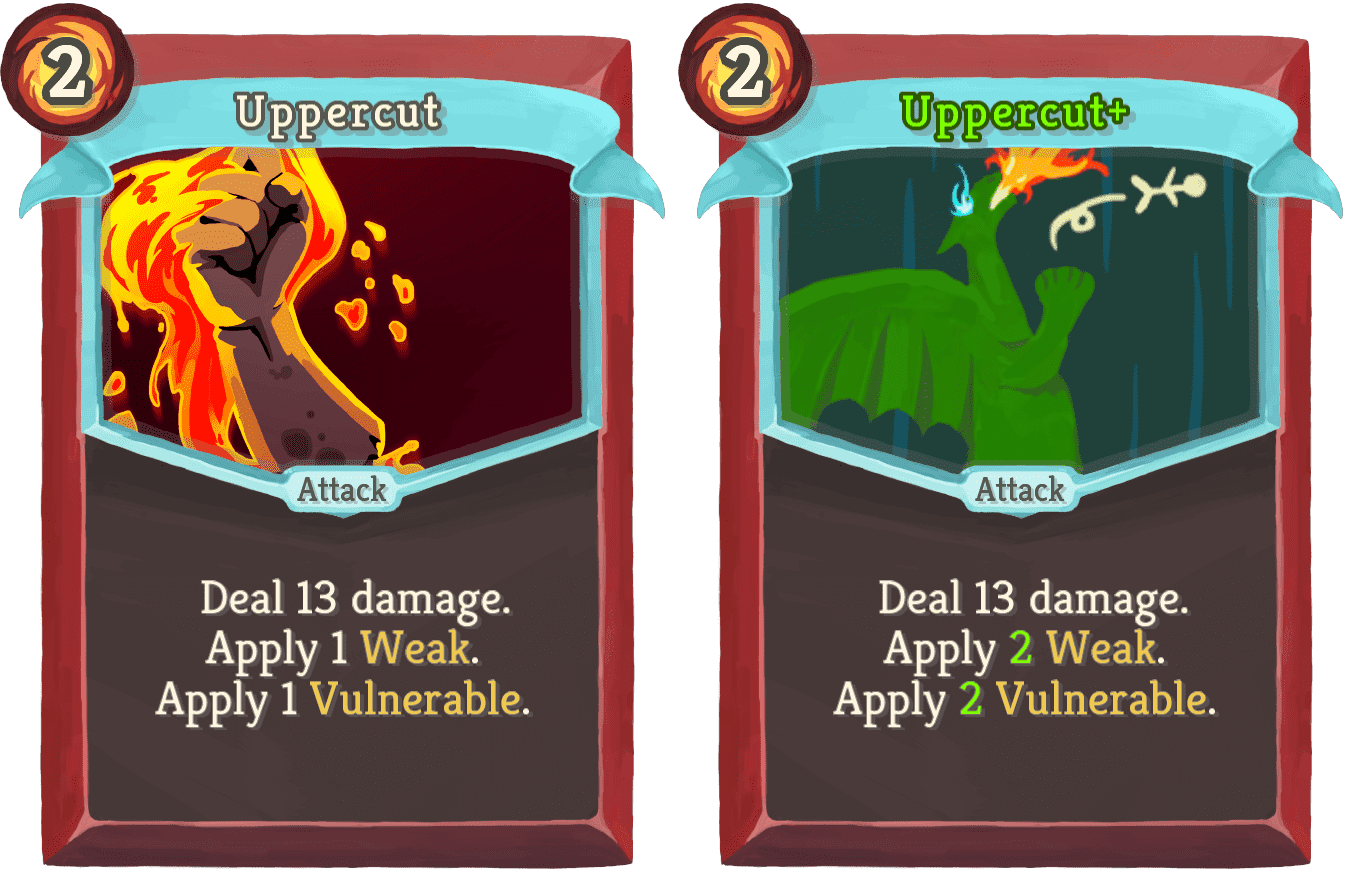 2
Uppercut
Attack
Deal 13 damage.
Apply 1 Weak.
Apply 1 Vulnerable.
2
Uppercut+
Attack
Deal 13 damage.
Apply 2 Weak.
Apply 2 Vulnerable.